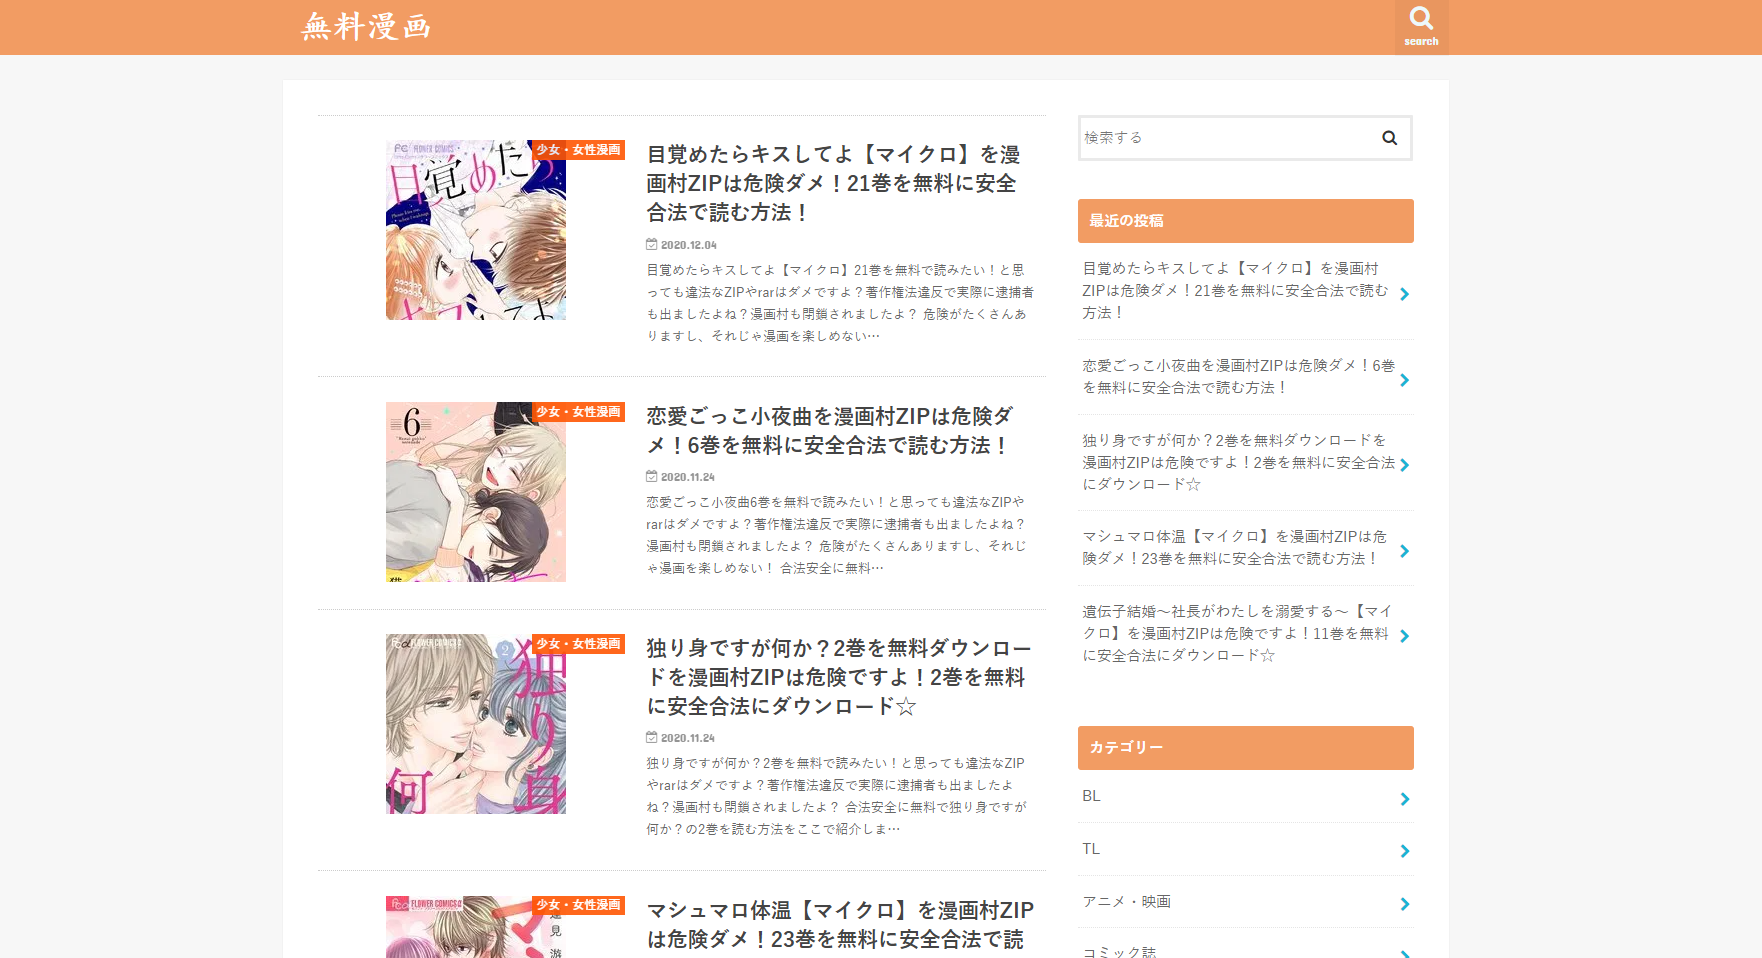 無料漫画
search
少女・女性漫画
目覚めたらキスしてよ【マイクロ】を漫
画村ZIPは危険ダメ！21巻を無料に安全
合法で読む方法！
2020.12.04
目覚めたらキスしてよ【マイクロ】21巻を無料で読みたい！と思
っても違法なZIPやrarはダメですよ？著作権法違反で実際に逮捕者
も出ましたよね？漫画村も閉鎖されましたよ？ 危険がたくさんあ
りますし、それじゃ漫画を楽しめない…
FLOWER COMICS
目覚めたら
少女・女性漫画
恋愛ごっこ小夜曲を漫画村ZIPは危険ダ
メ！6巻を無料に安全合法で読む方法！
2020.11.24
恋愛ごっこ小夜曲6巻を無料で読みたい！と思っても違法なZIPや
rarはダメですよ？著作権法違反で実際に逮捕者も出ましたよね？
漫画村も閉鎖されましたよ？ 危険がたくさんありますし、それじ
ゃ漫画を楽しめない！ 合法安全に無料…
6
少女・女性漫画
独り身ですが何か？2巻を無料ダウンロー
ドを漫画村ZIPは危険ですよ！2巻を無料
に安全合法にダウンロード☆
2020.11.24
独り身ですが何か？2巻を無料で読みたい！と思っても違法なZIP
やrarはダメですよ？著作権法違反で実際に逮捕者も出ましたよ
ね？漫画村も閉鎖されましたよ？ 合法安全に無料で独り身ですが
何か？の2巻を読む方法をここで紹介しま…
FLOWER COMICS α
2
独り身
何
少女・女性漫画
マシュマロ体温【マイクロ】を漫画村ZIP
は危険ダメ！23巻を無料に安全合法で読
FLOWER COMICS α
検索する
最近の投稿
目覚めたらキスしてよ【マイクロ】を漫画村
ZIPは危険ダメ！21巻を無料に安全合法で読む
方法！
恋愛ごっこ小夜曲を漫画村ZIPは危険ダメ！6巻
を無料に安全合法で読む方法！
独り身ですが何か？2巻を無料ダウンロードを
漫画村ZIPは危険ですよ！2巻を無料に安全合法
にダウンロード☆
マシュマロ体温【マイクロ】を漫画村ZIPは危
険ダメ！23巻を無料に安全合法で読む方法！
遺伝子結婚～社長がわたしを溺愛する～【マイ
クロ】を漫画村ZIPは危険ですよ！11巻を無料
に安全合法にダウンロード☆
カテゴリー
BL
TL
アニメ・映画
コミック誌